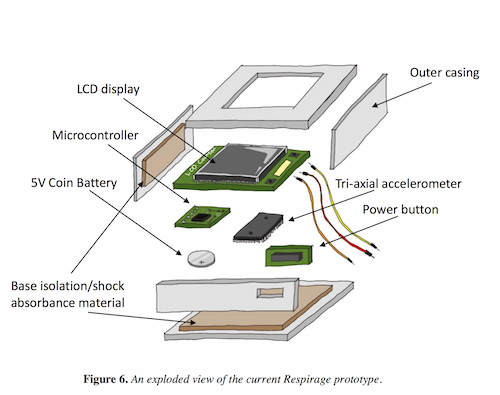 Outer casing
LCD display
Microcontroller
5V Coin Battery
Tri-axial accelerometer
Power button
Base isolation/shock
absorbance material
Figure 6. An exploded view of the current Respirage prototype.